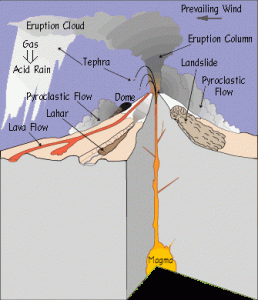 Prevailing Wind
Eruption Cloud
Gas
Acid Rain
Tephra
Eruption Column
Landslide
Pyroclastic
Flow
Pyroclastic Flow
Dome
Lahar
Lava Flow
Magma